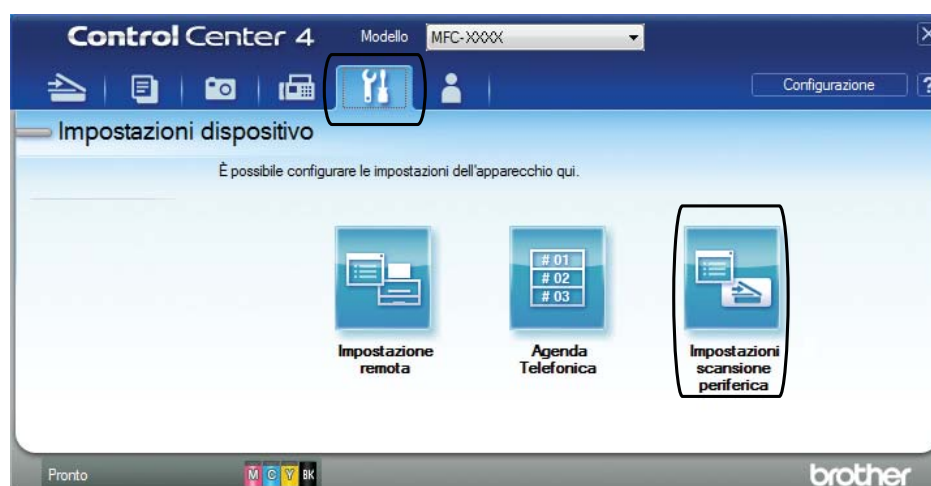 Control Center 4
Modello
MFC-XXXX
Configurazione
?
Impostazioni dispositivo
È possibile configurare le impostazioni dell'apparecchio qui.
# 01
# 02
# 03
Impostazione
remota
Agenda
Telefonica
Impostazioni
scansione
periferica
Pronto
M C Y BK
brother